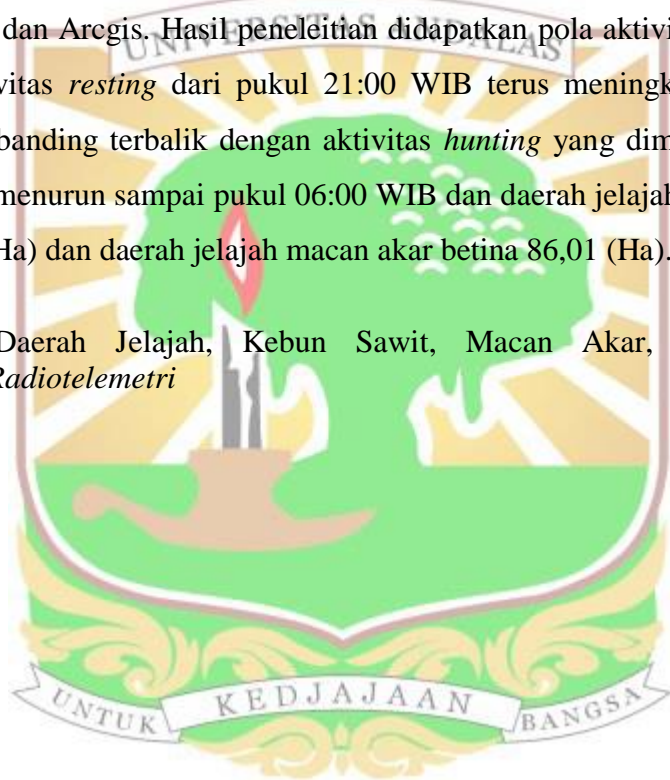 dan Arcgis. Hasil peneleitian didapatkan pola aktivi
UNIVERSITAS ANDALAS
vitas resting dari pukul 21:00 WIB terus meningk
banding terbalik dengan aktivitas hunting yang dim
menurun sampai pukul 06:00 WIB dan daerah jelajah
Ha) dan daerah jelajah macan akar betina 86,01 (Ha).
Daerah Jelajah, Kebun Sawit, Macan Akar,
Radiotelemetri
UNTUK KEDJAJAAN BANGSA